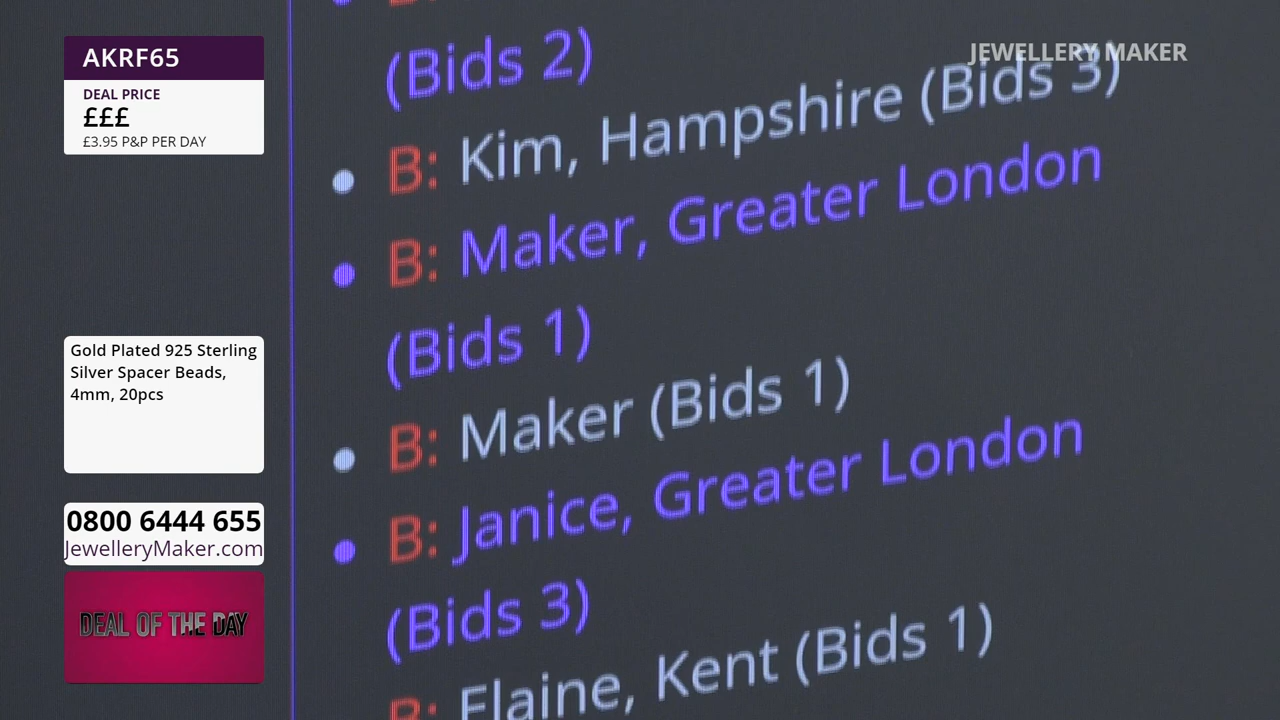 AKRF65
DEAL PRICE
£££
£3.95 P&P PER DAY
Gold Plated 925 Sterling
Silver Spacer Beads,
4mm, 20pcs
0800 6444 655
JewelleryMaker.com
DEAL OF THE DAY
JEWELLERY MAKER
(Bids 2)
B: Kim, Hampshire (Bids 3)
B: Maker, Greater London
(Bids 1)
B: Maker (Bids 1)
B: Janice, Greater London
(Bids 3)
B: Elaine, Kent (Bids 1)